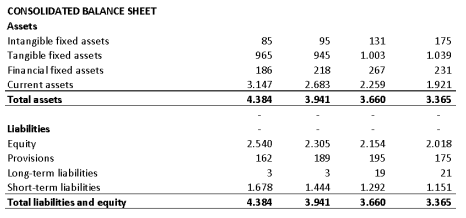 CONSOLIDATED BALANCE SHEET
Assets
Intangible fixed assets 85 95 131 175
Tangible fixed assets 965 945 1.003 1.039
Financial fixed assets 186 218 267 231
Current assets 3.147 2.683 2.259 1.921
Total assets 4.384 3.941 3.660 3.365
- - - -
Liabilities - - - -
Equity 2.540 2.305 2.154 2.018
Provisions 162 189 195 175
Long-term liabilities 3 3 19 21
Short-term liabilities 1.678 1.444 1.292 1.151
Total liabilities and equity 4.384 3.941 3.660 3.365